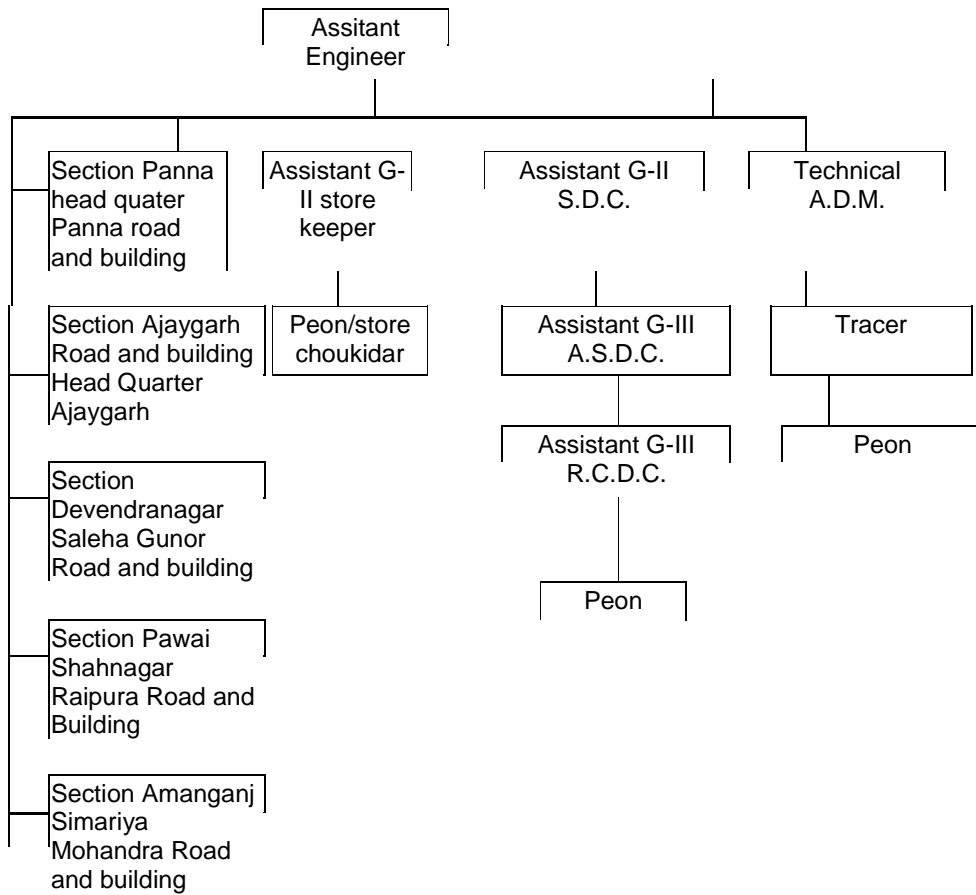 Assitant
Engineer
Section Panna
head quater
Panna road
and building
Assistant G-
II store
keeper
Assistant G-II
S.D.C.
Technical
A.D.M.
Section Ajaygarh
Road and building
Head Quarter
Ajaygarh
Peon/store
choukidar
Assistant G-III
A.S.D.C.
Tracer
Assistant G-III
R.C.D.C.
Peon
Section
Devendranagar
Saleha Gunor
Road and building
Peon
Section Pawai
Shahnagar
Raipura Road and
Building
Section Amanganj
Simariya
Mohandra Road
and building